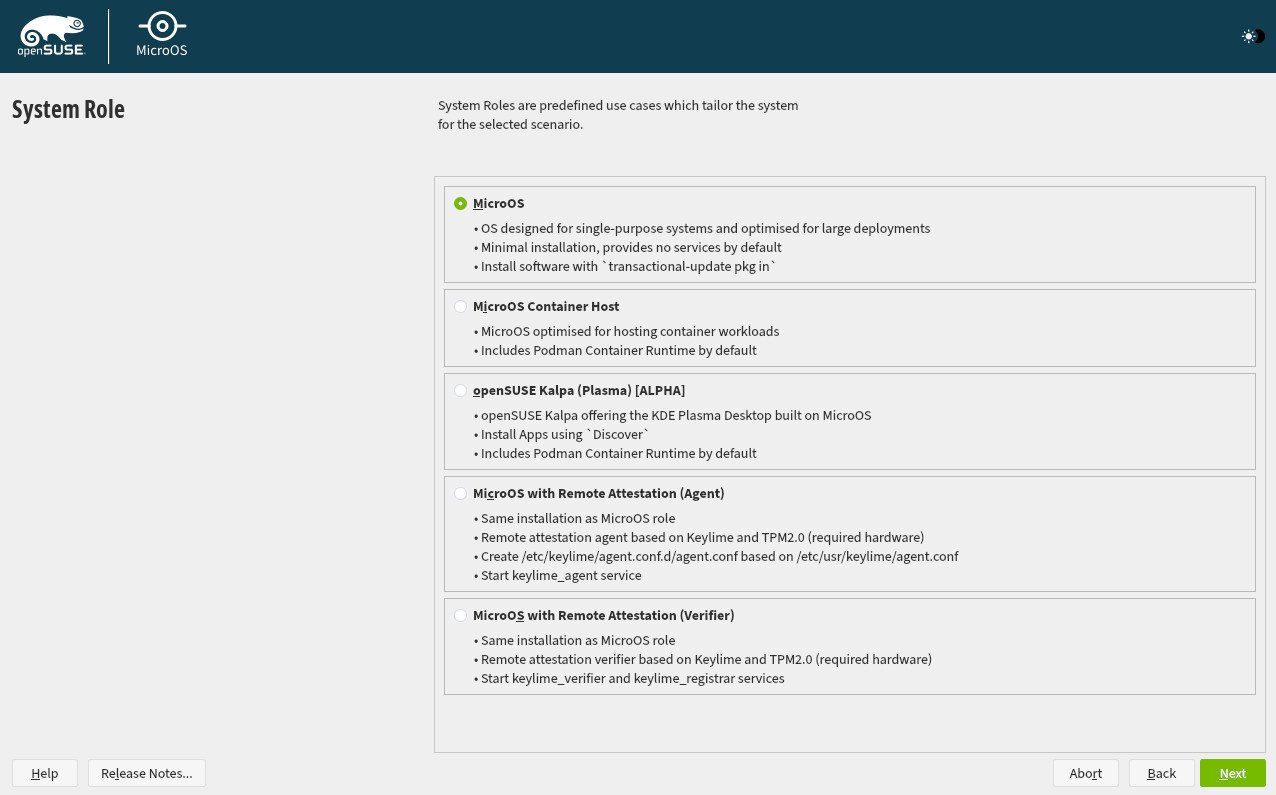 openSUSE
MicroOS
System Role
System Roles are predefined use cases which tailor the system
for the selected scenario.
MicroOS
• OS designed for single-purpose systems and optimised for large deployments
• Minimal installation, provides no services by default
• Install software with `transactional-update pkg in`
MicroOS Container Host
• MicroOS optimised for hosting container workloads
• Includes Podman Container Runtime by default
openSUSE Kalpa (Plasma) [ALPHA]
• openSUSE Kalpa offering the KDE Plasma Desktop built on MicroOS
• Install Apps using `Discover`
• Includes Podman Container Runtime by default
MicroOS with Remote Attestation (Agent)
• Same installation as MicroOS role
• Remote attestation agent based on Keylime and TPM2.0 (required hardware)
• Create /etc/keylime/agent.conf.d/agent.conf based on /etc/usr/keylime/agent.conf
• Start keylime_agent service
MicroOS with Remote Attestation (Verifier)
• Same installation as MicroOS role
• Remote attestation verifier based on Keylime and TPM2.0 (required hardware)
• Start keylime_verifier and keylime_registrar services
Help
Release Notes...
Abort
Back
Next